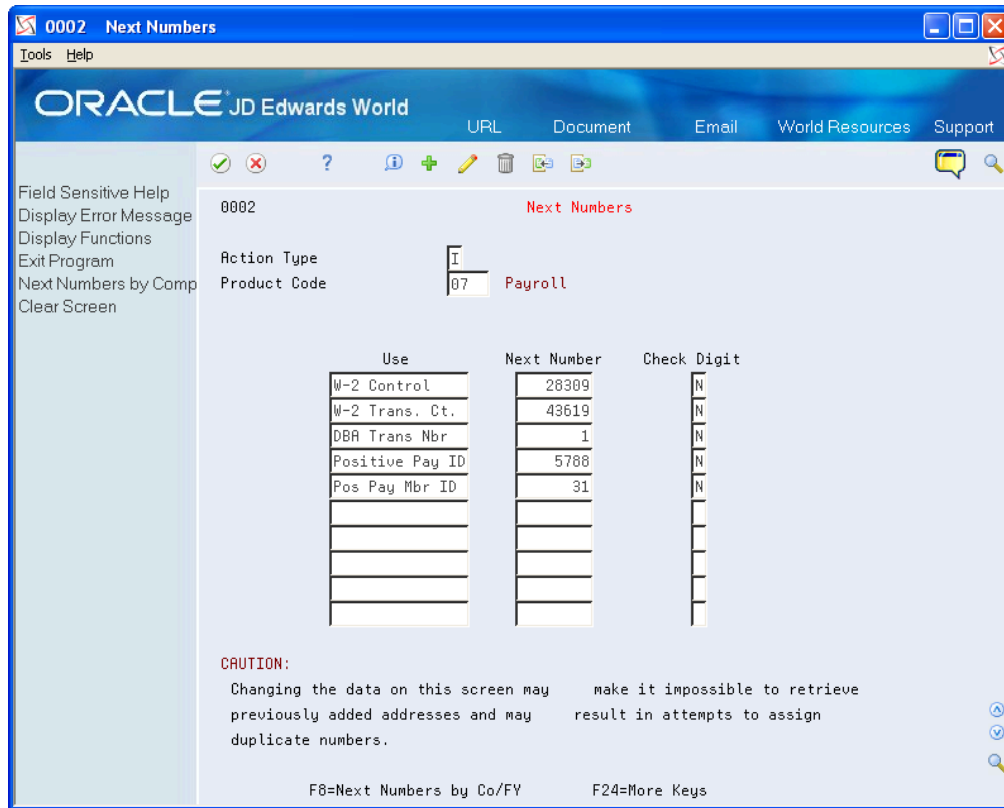 0002 Next Numbers
Tools Help
ORACLE JD Edwards World
URL Document Email World Resources Support
Field Sensitive Help
Display Error Message
Display Functions
Exit Program
Next Numbers by Comp
Clear Screen
0002 Next Numbers
Action Type I
Product Code 07 Payroll
Use Next Number Check Digit
W-2 Control 28309 N
W-2 Trans. Ct. 43619 N
DBA Trans Nbr 1 N
Positive Pay ID 5788 N
Pos Pay Mbr ID 31 N
CAUTION:
Changing the data on this screen may make it impossible to retrieve
previously added addresses and may result in attempts to assign
duplicate numbers.
F8=Next Numbers by Co/FY F24=More Keys